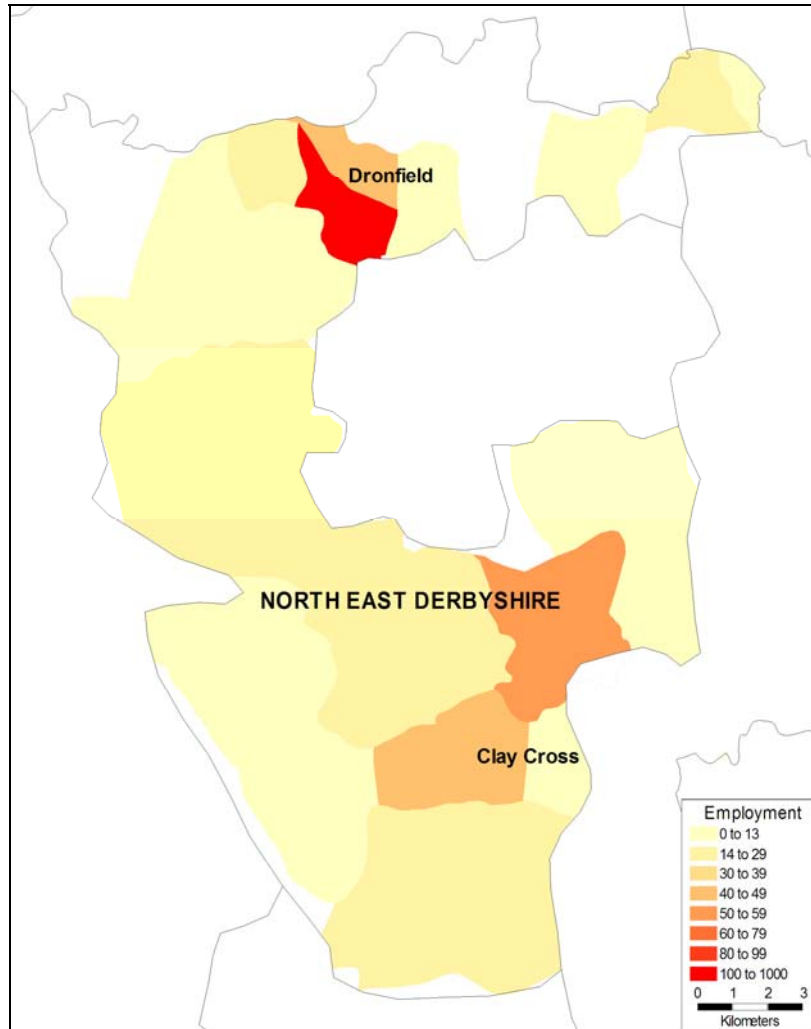 Dronfield
NORTH EAST DERBYSHIRE
Clay Cross
Employment
0 to 13
14 to 29
30 to 39
40 to 49
50 to 59
60 to 79
80 to 99
100 to 1000
0 1 2 3
Kilometers